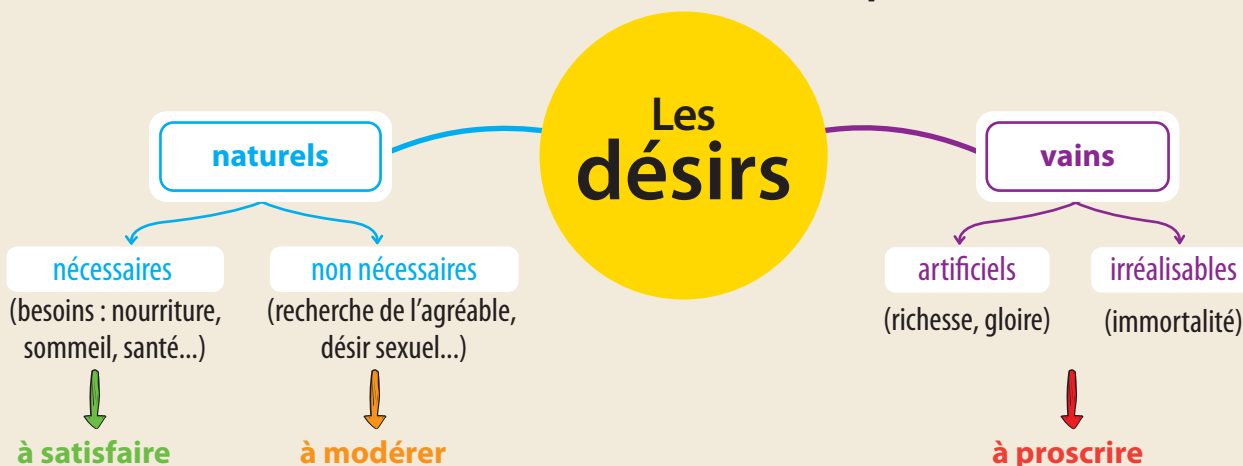 Les
désirs
naturels
vains
nécessaires
(besoins : nourriture,
sommeil, santé...)
à satisfaire
non nécessaires
(recherche de l'agréable,
désir sexuel...)
à modérer
artificiels
(richesse, gloire)
irréalisables
(immortalité)
à proscrire